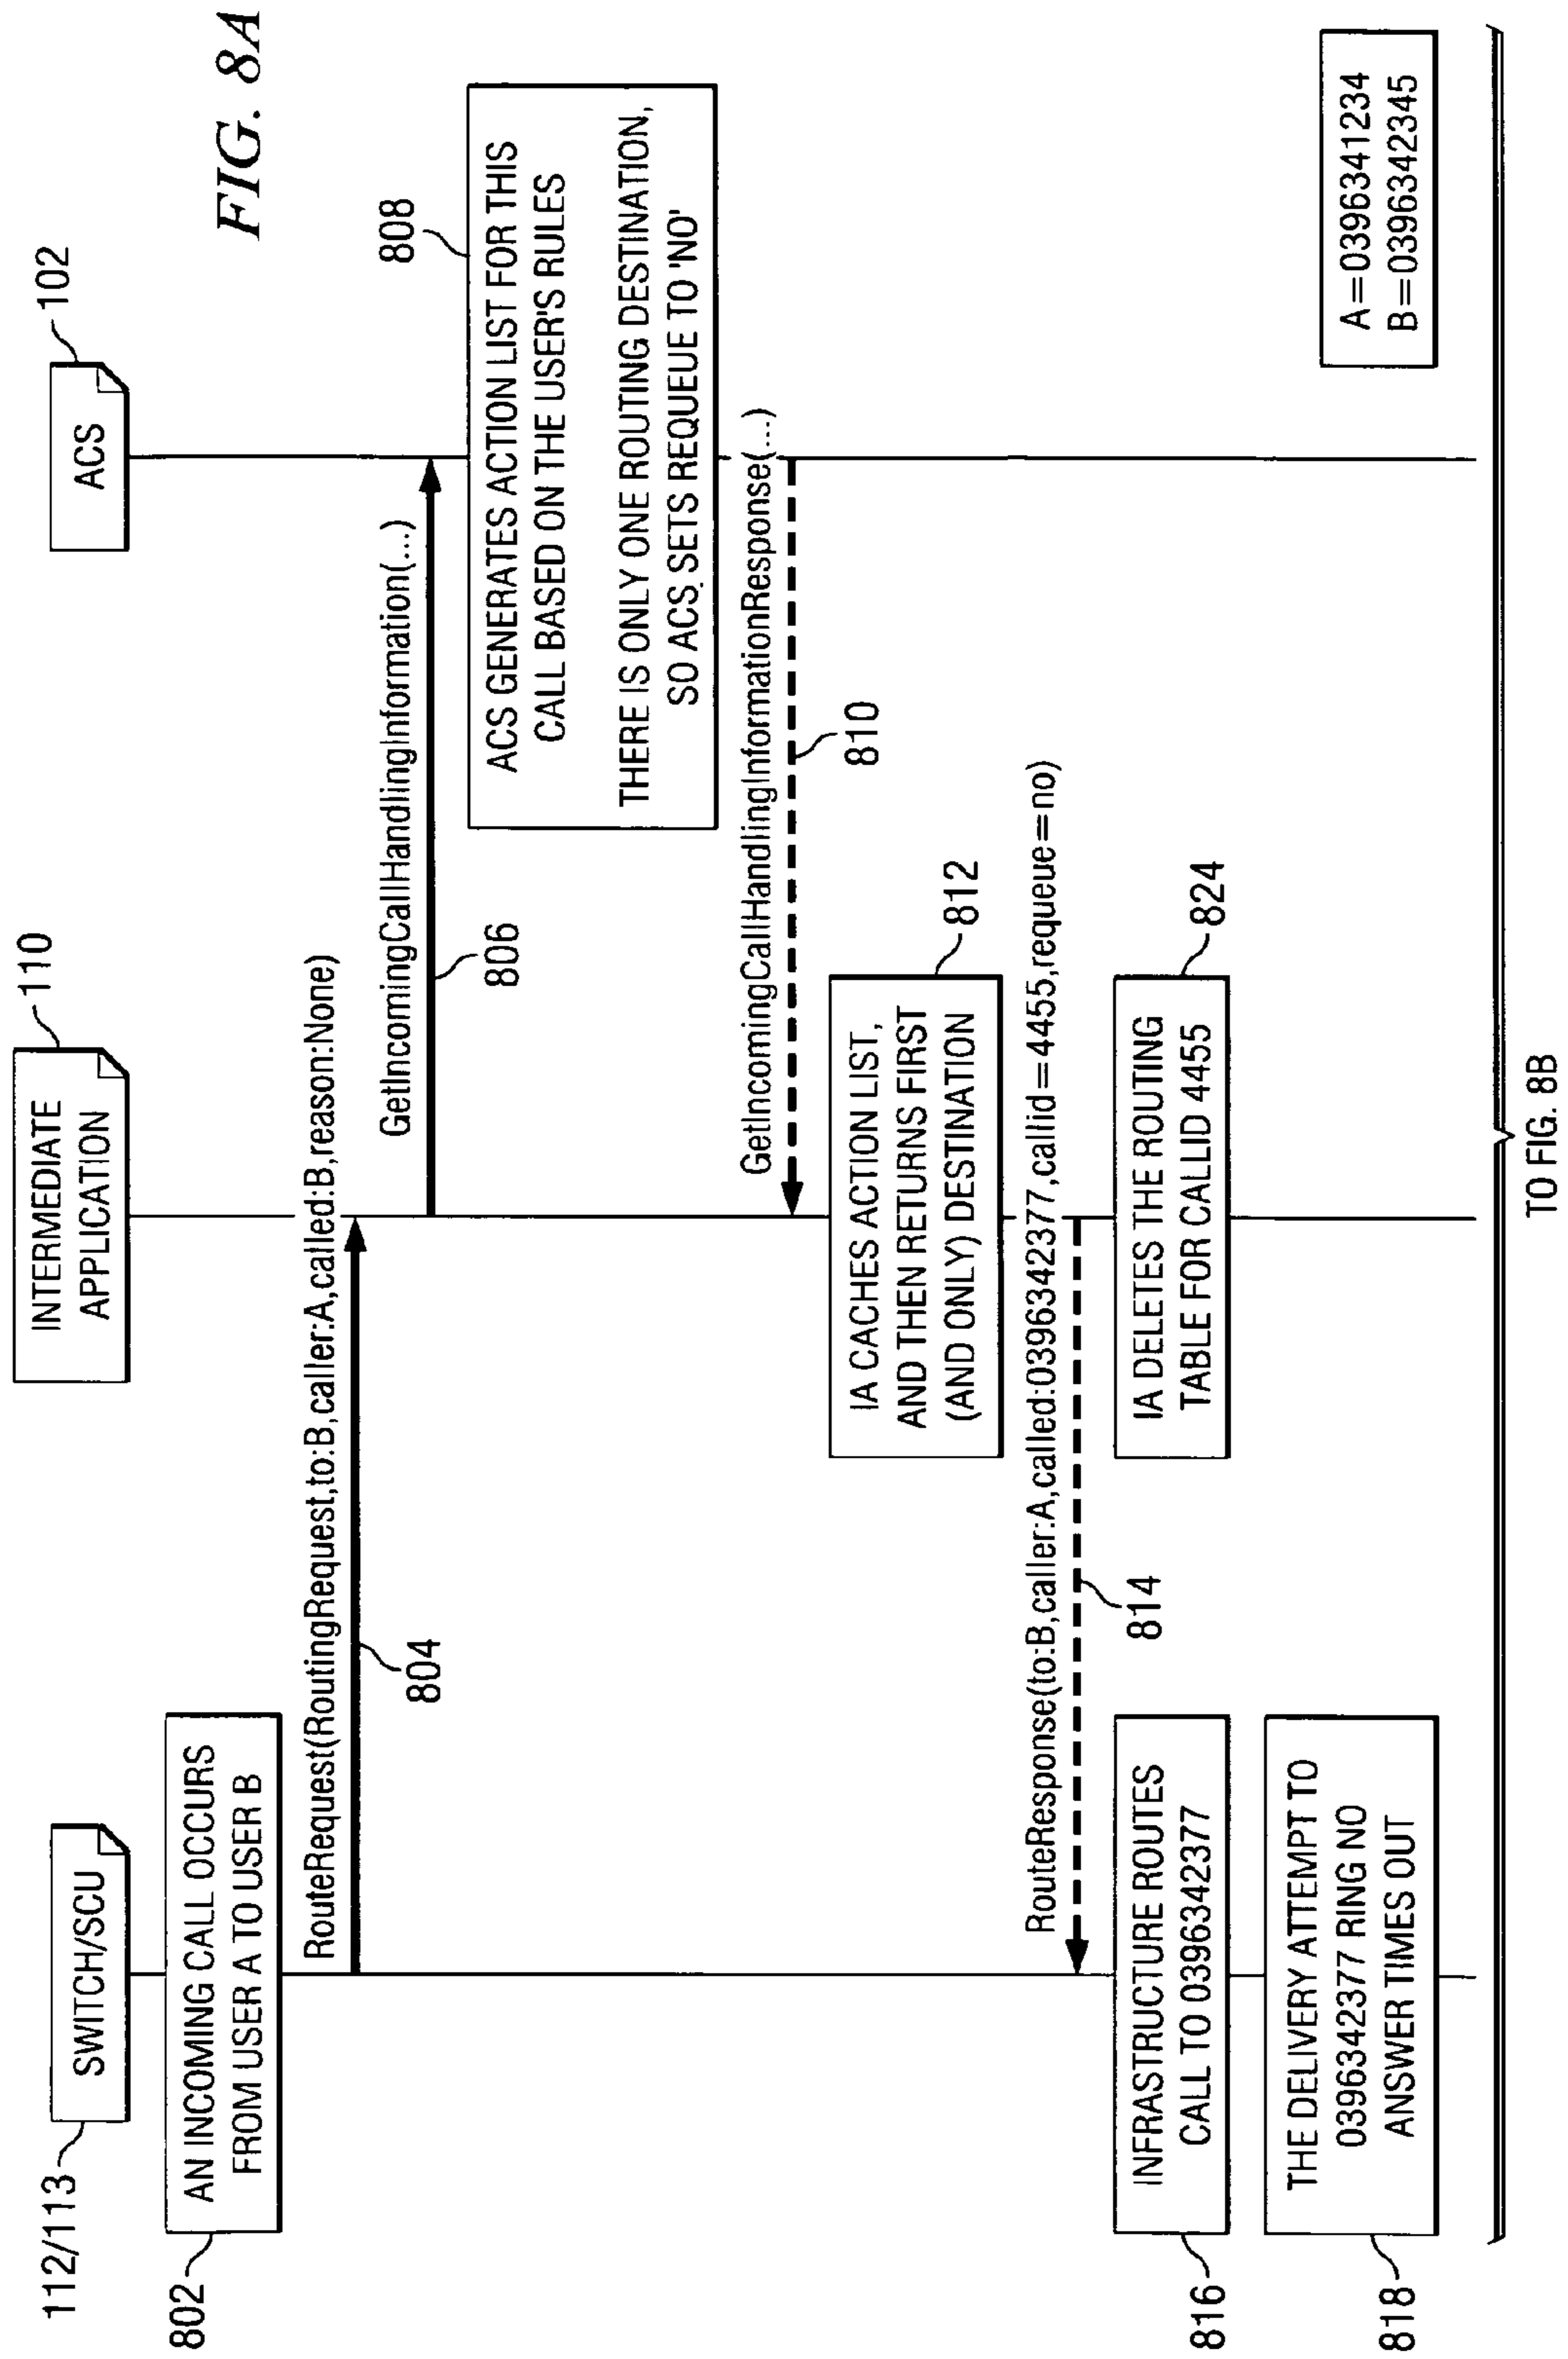 FIG. 8A
112/113
SWITCH/SCU
INTERMEDIATE
APPLICATION
110
ACS
102
802
AN INCOMING CALL OCCURS
FROM USER A TO USER B
RouteRequest(RoutingRequest,to:B,caller:A,called:B,reason:None)
804
GetIncomingCallHandlingInformation(...)
806
808
ACS GENERATES ACTION LIST FOR THIS
CALL BASED ON THE USER'S RULES
THERE IS ONLY ONE ROUTING DESTINATION,
SO ACS SETS REQUEUE TO 'NO'
GetIncomingCallHandlingInformationResponse(...)
810
IA CACHES ACTION LIST,
AND THEN RETURNS FIRST
(AND ONLY) DESTINATION
812
RouteResponse(to:B,caller:A,called:0396342377,callid=4455,requeue=no)
814
816
INFRASTRUCTURE ROUTES
CALL TO 0396342377
IA DELETES THE ROUTING
TABLE FOR CALLID 4455
824
818
THE DELIVERY ATTEMPT TO
0396342377 RING NO
ANSWER TIMES OUT
A=0396341234
B=0396342345
TO FIG. 8B